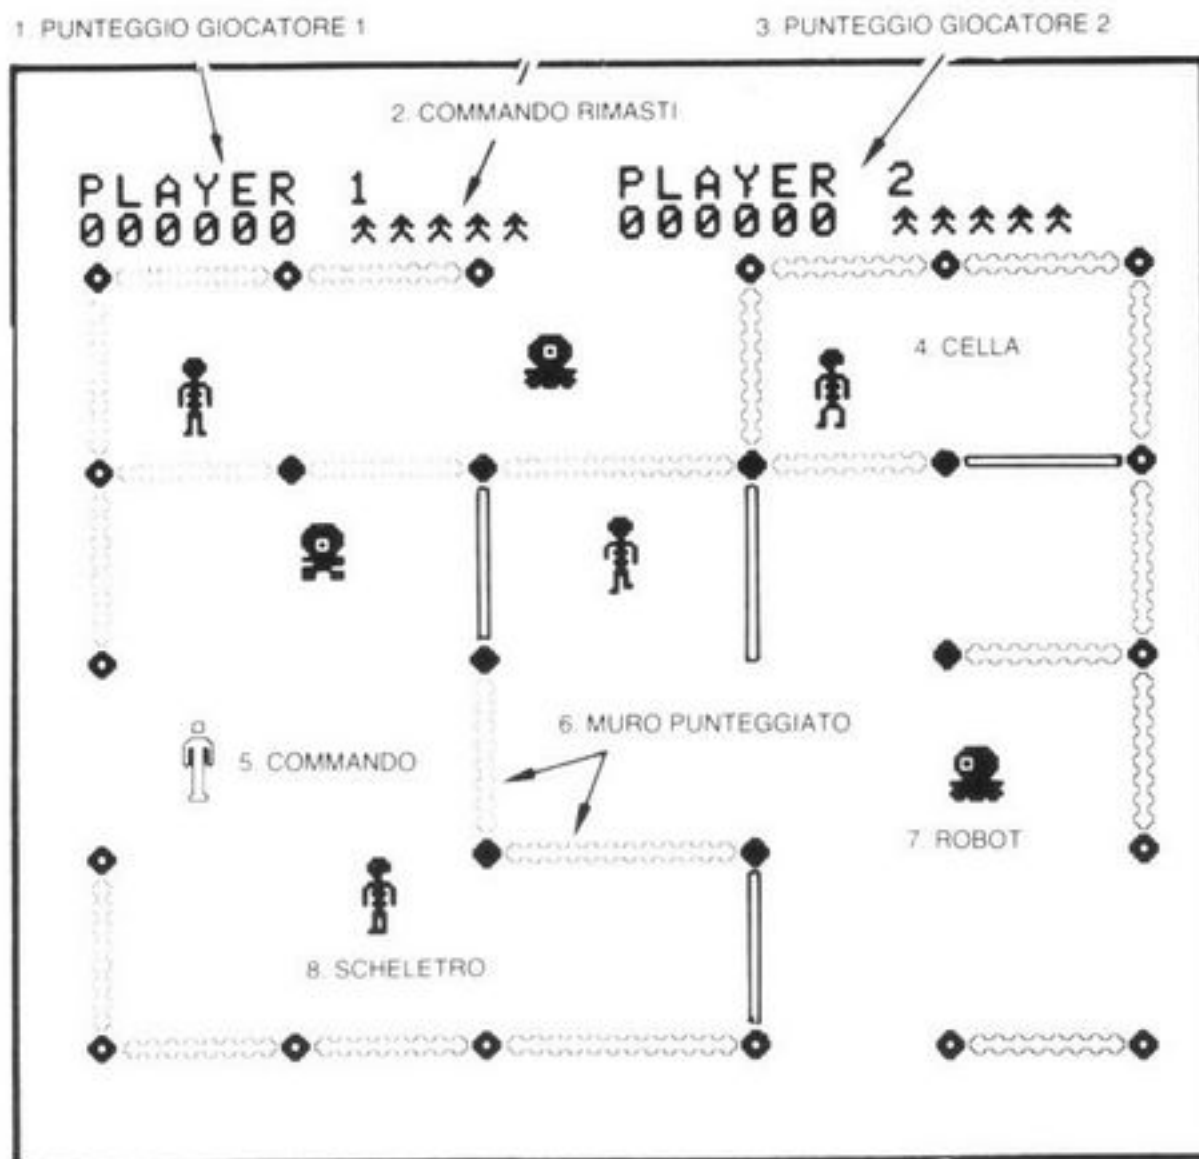 1. PUNTEGGIO GIOCATORE 1
3. PUNTEGGIO GIOCATORE 2
2. COMMANDO RIMASTI
PLAYER 1
000000
PLAYER 2
000000
4. CELLA
6. MURO PUNTEGGIATO
5. COMMANDO
7. ROBOT
8. SCHELETRO